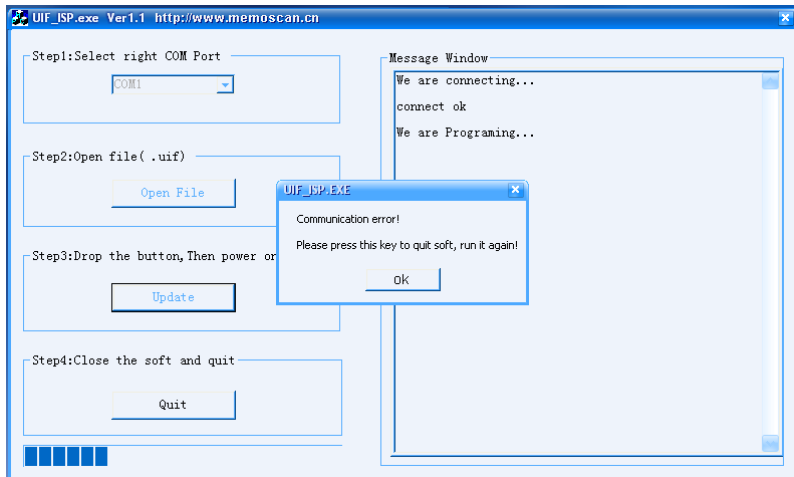 UIF_ISP.exe Ver1.1 http://www.memoscan.cn
Step1:Select right COM Port
COM1
Step2:Open file( .uif)
Open File
Step3:Drop the button,Then power or
Update
Step4:Close the soft and quit
Quit
Message Window
We are connecting...
connect ok
We are Programing...
UIF_ISP.EXE
Communication error!
Please press this key to quit soft, run it again!
Ok